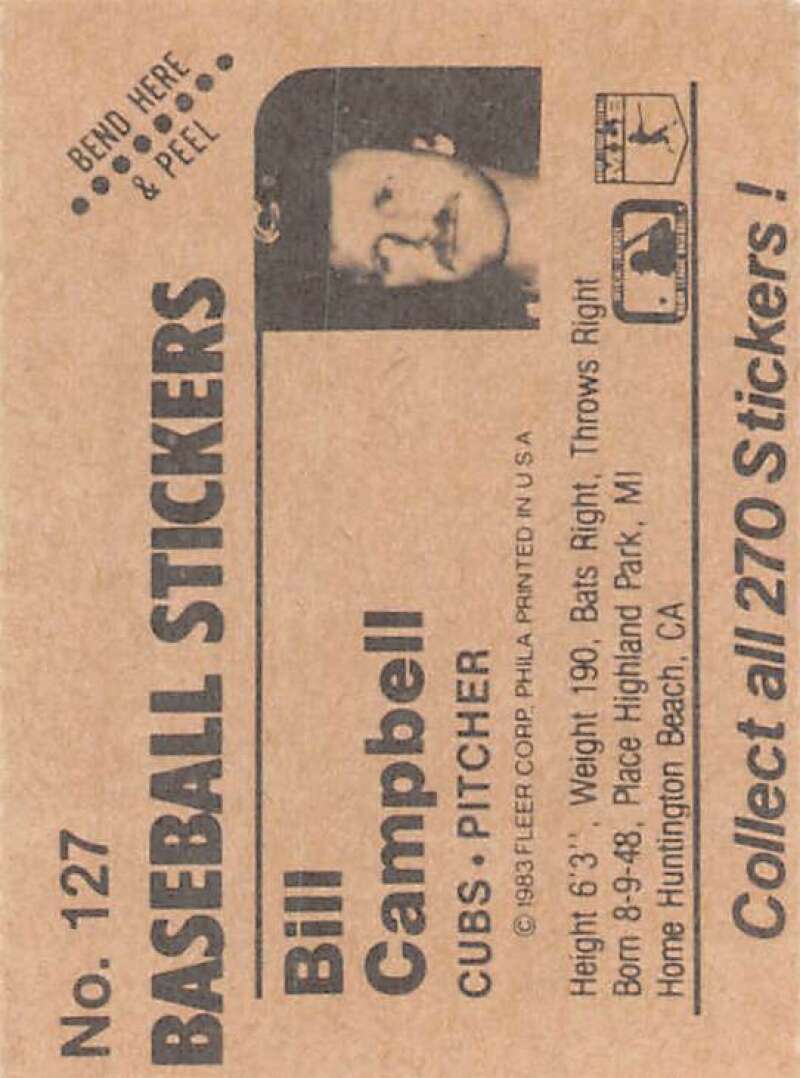 No. 127
BEND HERE
& PEEL
BASEBALL STICKERS
Bill
Campbell
CUBS • PITCHER
© 1983 FLEER CORP. PHILA PRINTED IN U S A
Height 6'3'', Weight 190, Bats Right, Throws Right
Born 8-9-48, Place Highland Park, MI
Home Huntington Beach, CA
Collect all 270 Stickers!